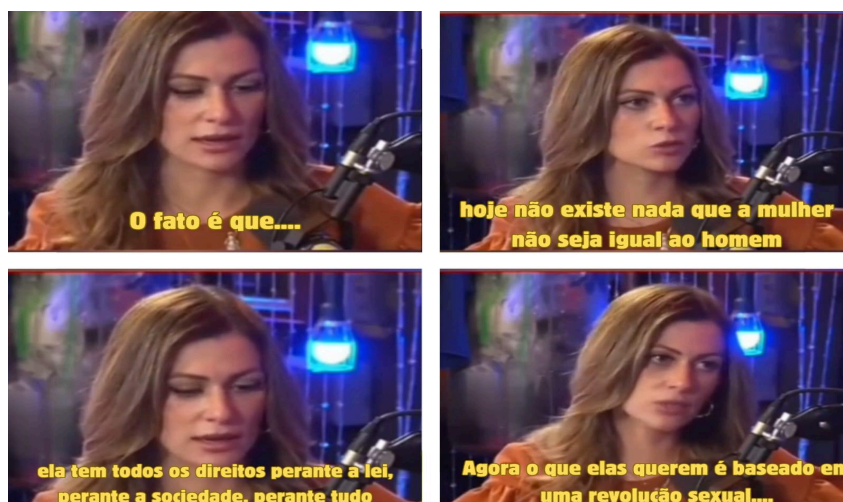 O fato é que....
hoje não existe nada que a mulher
não seja igual ao homem
ela tem todos os direitos perante a lei,
perante a sociedade, perante tudo
Agora o que elas querem é baseado em
uma revolução sexual....